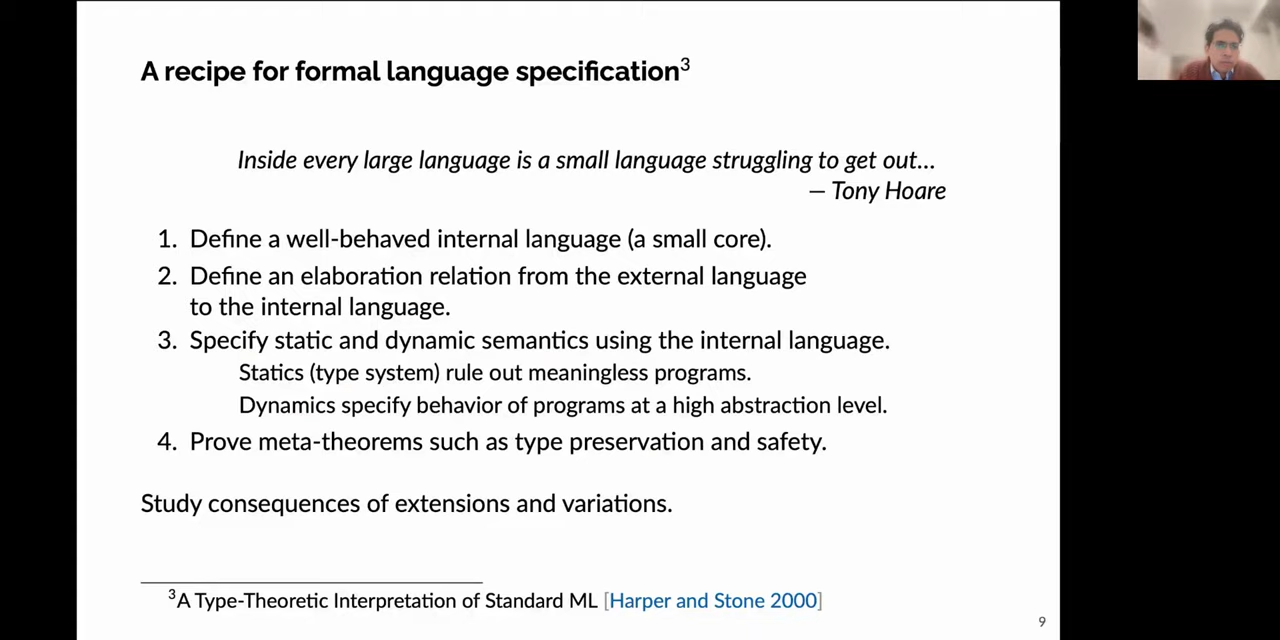 A recipe for formal language specification³
Inside every large language is a small language struggling to get out...
— Tony Hoare
1. Define a well-behaved internal language (a small core).
2. Define an elaboration relation from the external language
to the internal language.
3. Specify static and dynamic semantics using the internal language.
Statics (type system) rule out meaningless programs.
Dynamics specify behavior of programs at a high abstraction level.
4. Prove meta-theorems such as type preservation and safety.
Study consequences of extensions and variations.
³A Type-Theoretic Interpretation of Standard ML [Harper and Stone 2000]
9